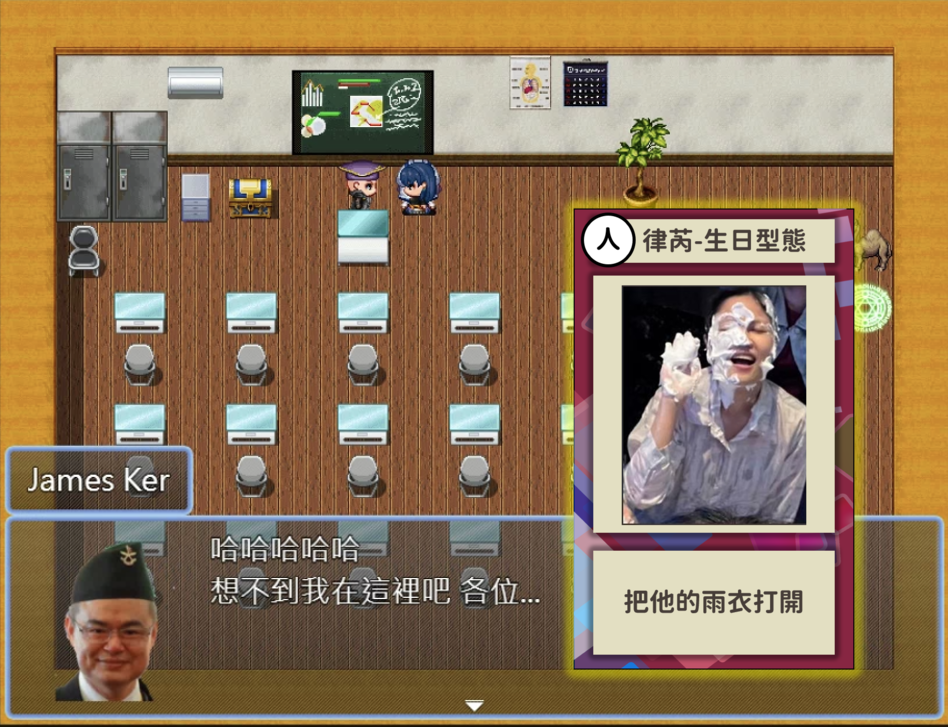 人
律芮-生日型態
James Ker
哈哈哈哈哈
想不到我在這裡吧 各位...
把他的雨衣打開